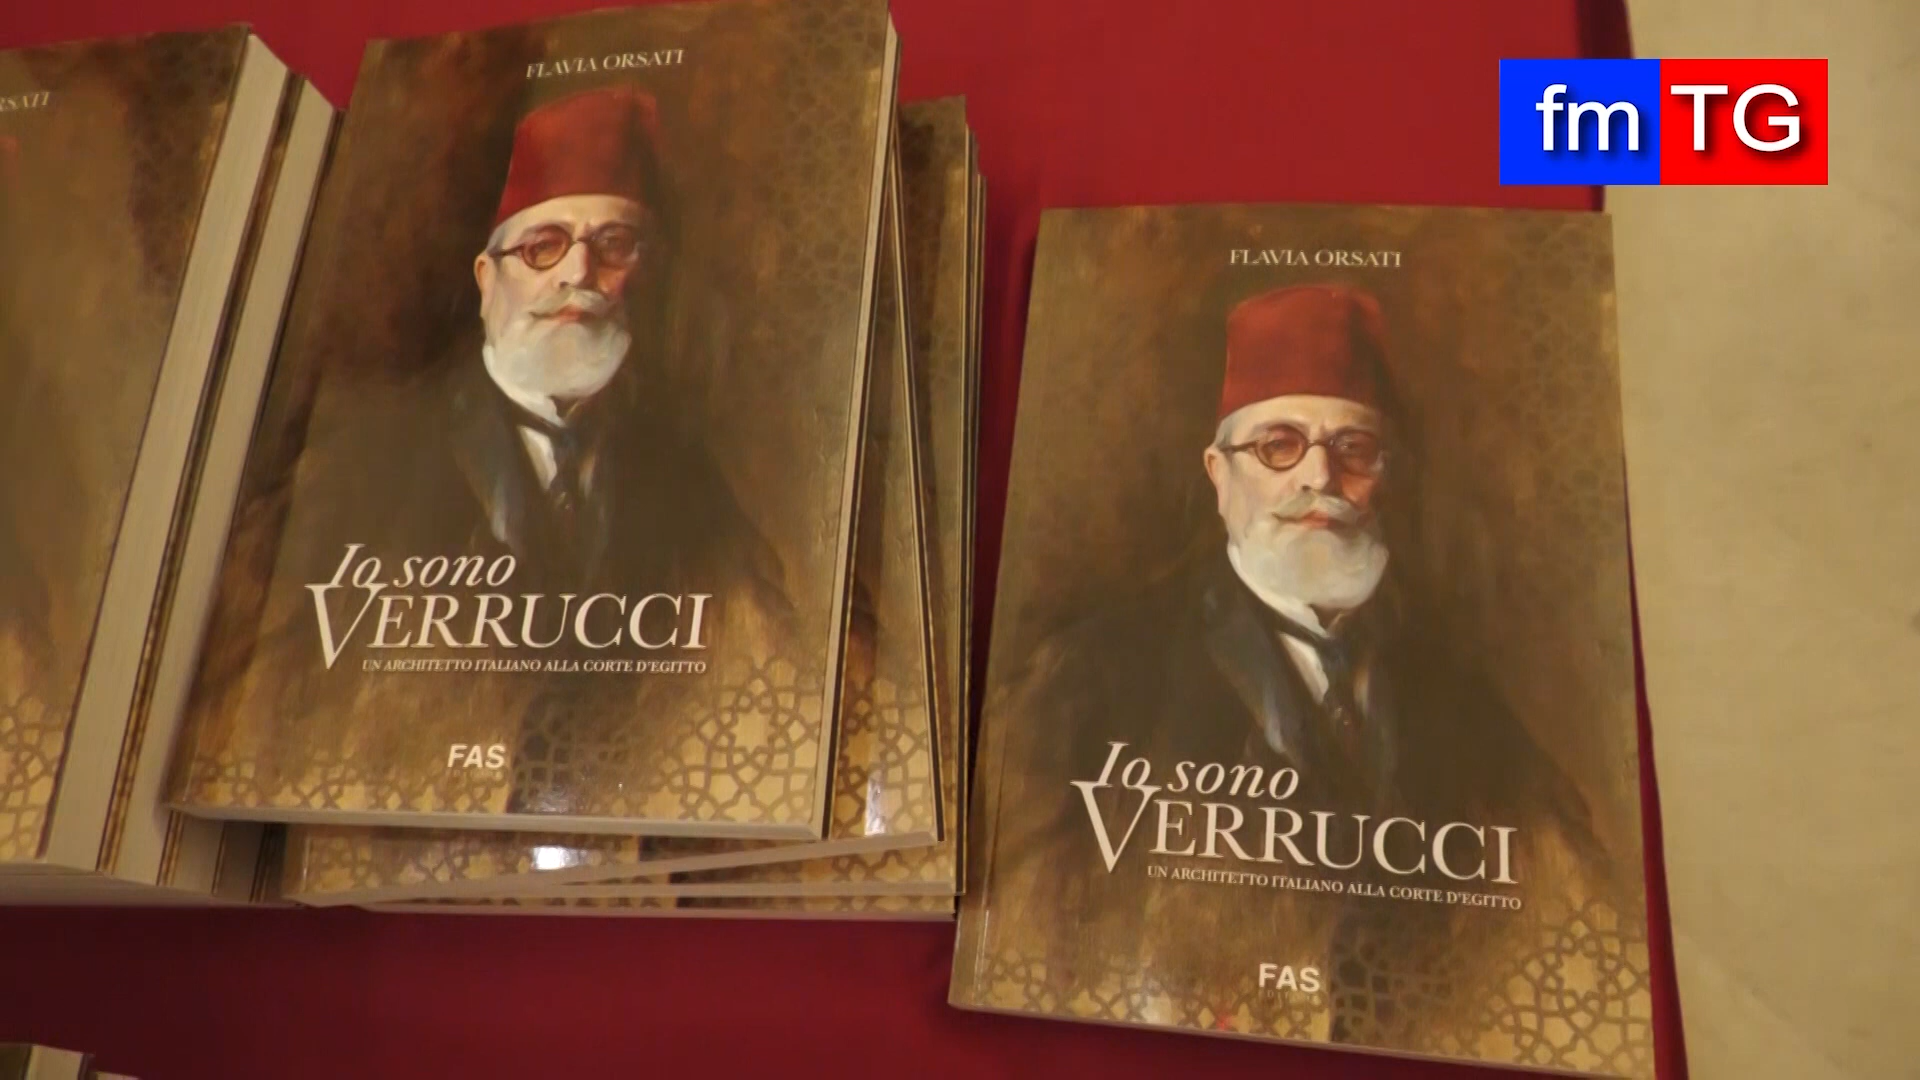 RSATI
FLAVIA ORSATI
Io sono
VERRUCCI
UN ARCHITETTO ITALIANO ALLA CORTE D'EGITTO
FAS
fm TG
FLAVIA ORSATI
Io sono
VERRUCCI
UN ARCHITETTO ITALIANO ALLA CORTE D'EGITTO
FAS